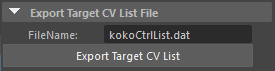 Export Target CV List File
FileName: kokoCtrlList.dat
Export Target CV List